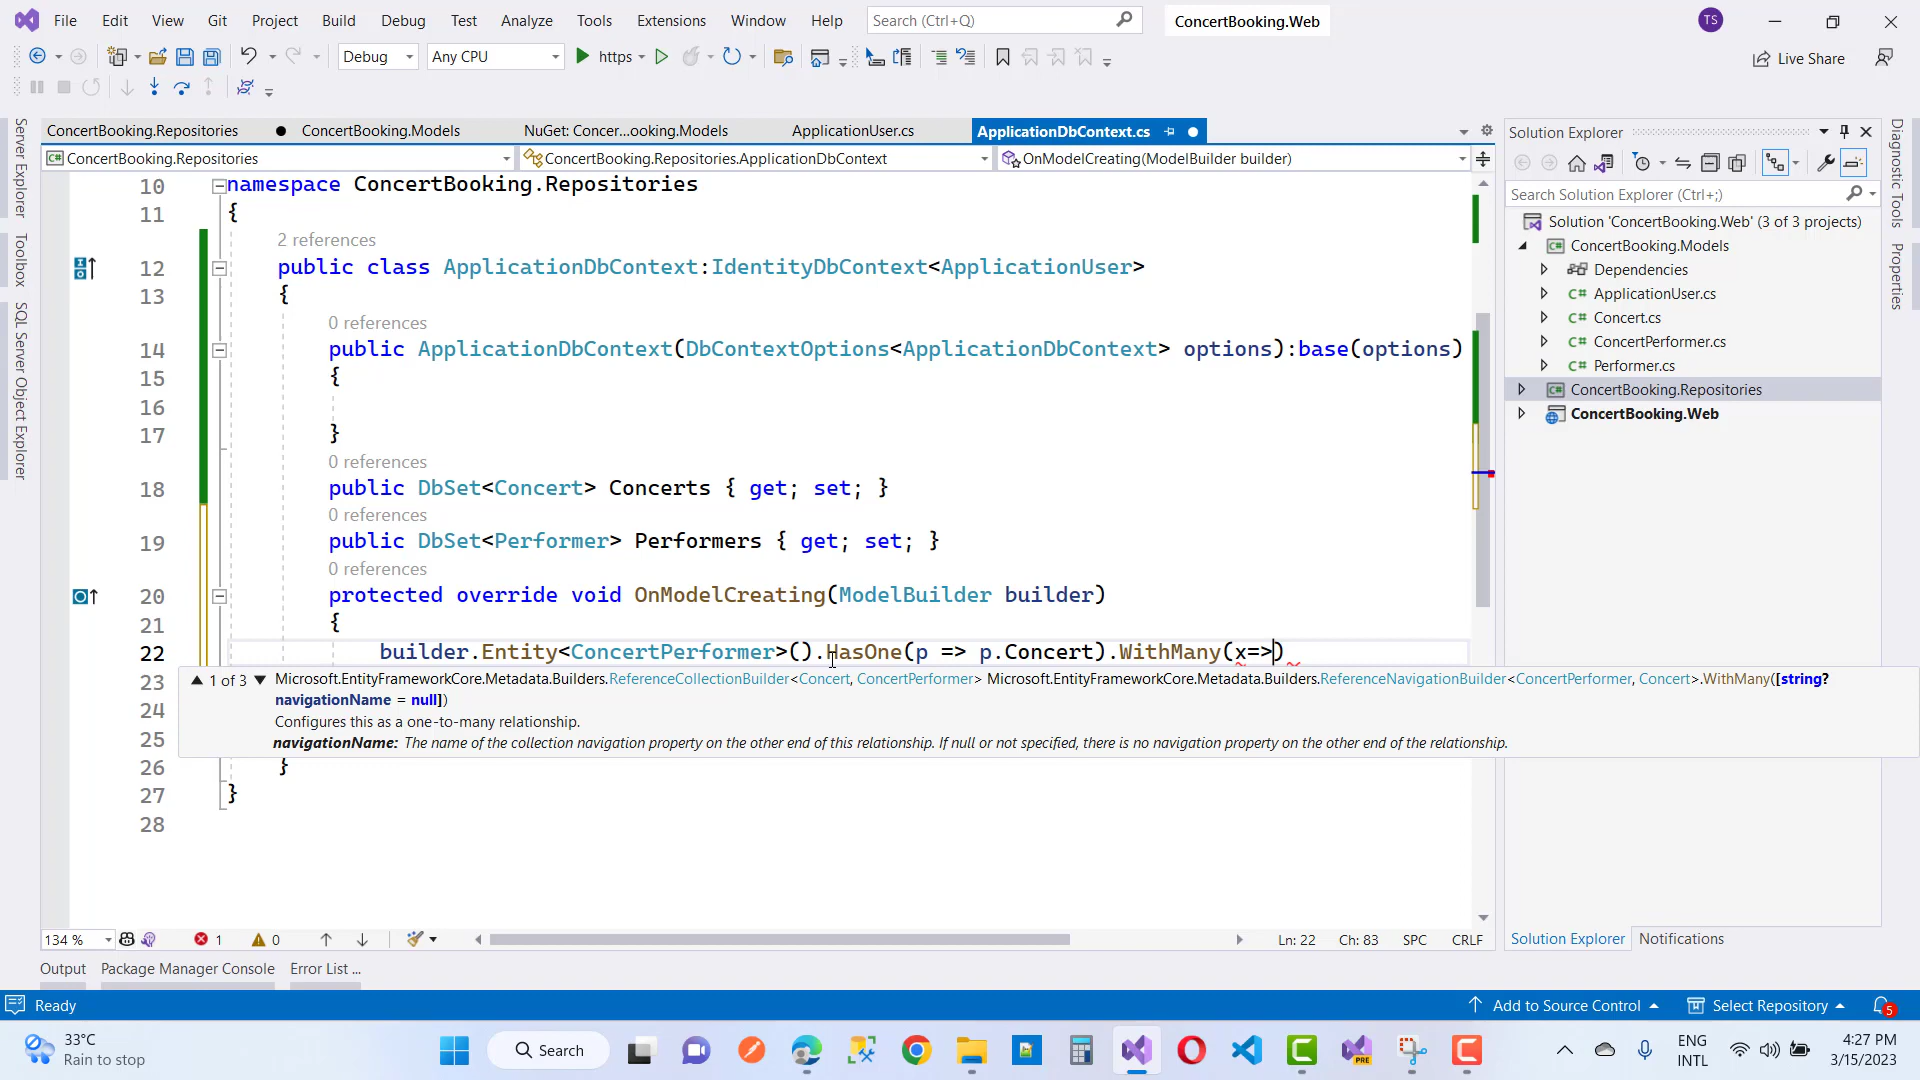 File Edit View Git Project Build Debug Test Analyze Tools Extensions Window Help Search (Ctrl+Q) ConcertBooking.Web TS
Debug Any CPU https Live Share
ConcertBooking.Repositories ConcertBooking.Models NuGet: Concer...ooking.Models ApplicationUser.cs ApplicationDbContext.cs
ConcertBooking.Repositories ConcertBooking.Repositories.ApplicationDbContext OnModelCreating(ModelBuilder builder)
Server Explorer
Toolbox
SQL Server Object Explorer
10 namespace ConcertBooking.Repositories
11 {
2 references
12 public class ApplicationDbContext:IdentityDbContext<ApplicationUser>
13 {
0 references
14 public ApplicationDbContext(DbContextOptions<ApplicationDbContext> options):base(options)
15 {
16
17 }
0 references
18 public DbSet<Concert> Concerts { get; set; }
0 references
19 public DbSet<Performer> Performers { get; set; }
0 references
20 protected override void OnModelCreating(ModelBuilder builder)
21 {
22 builder.Entity<ConcertPerformer>().HasOne(p => p.Concert).WithMany(x=>)
23
1 of 3 Microsoft.EntityFrameworkCore.Metadata.Builders.ReferenceCollectionBuilder<Concert, ConcertPerformer> Microsoft.EntityFrameworkCore.Metadata.Builders.ReferenceNavigationBuilder<ConcertPerformer, Concert>.WithMany([string?
navigationName = null])
Configures this as a one-to-many relationship.
navigationName: The name of the collection navigation property on the other end of this relationship. If null or not specified, there is no navigation property on the other end of the relationship.
24
25
26 }
27 }
28
134 % 1 0 Ln: 22 Ch: 83 SPC CRLF
Output Package Manager Console Error List ...
Solution Explorer
Search Solution Explorer (Ctrl+;)
Solution 'ConcertBooking.Web' (3 of 3 projects)
ConcertBooking.Models
Dependencies
C# ApplicationUser.cs
C# Concert.cs
C# ConcertPerformer.cs
C# Performer.cs
ConcertBooking.Repositories
ConcertBooking.Web
Solution Explorer Notifications
Diagnostic Tools
Properties
Ready Add to Source Control Select Repository 5
33°C
Rain to stop
Search
PRE
ENG
INTL
4:27 PM
3/15/2023